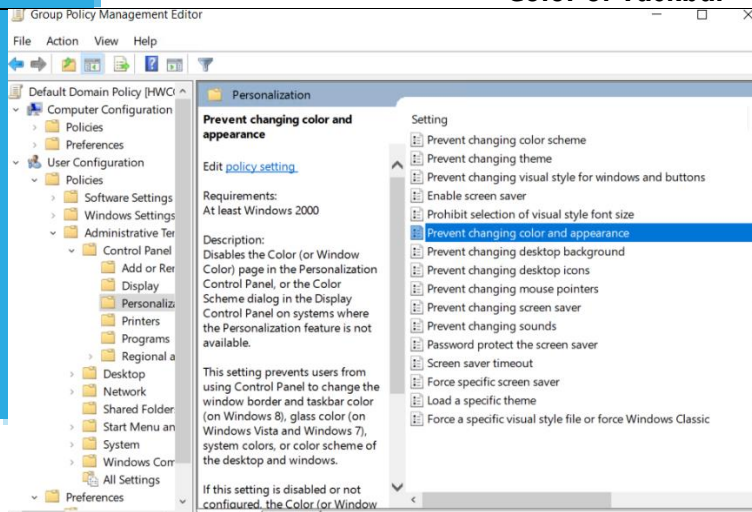 Group Policy Management Editor
File Action View Help
Default Domain Policy [HWC
Computer Configuration
Policies
Preferences
User Configuration
Policies
Software Settings
Windows Settings
Administrative Ter
Control Panel
Add or Rer
Display
Personaliz
Printers
Programs
Regional a
Desktop
Network
Shared Folder
Start Menu an
System
Windows Com
All Settings
Preferences
Personalization
Prevent changing color and
appearance
Edit policy setting
Requirements:
At least Windows 2000
Description:
Disables the Color (or Window
Color) page in the Personalization
Control Panel, or the Color
Scheme dialog in the Display
Control Panel on systems where
the Personalization feature is not
available.
This setting prevents users from
using Control Panel to change the
window border and taskbar color
(on Windows 8), glass color (on
Windows Vista and Windows 7),
system colors, or color scheme of
the desktop and windows.
If this setting is disabled or not
configured, the Color (or Window
Setting
Prevent changing color scheme
Prevent changing theme
Prevent changing visual style for windows and buttons
Enable screen saver
Prohibit selection of visual style font size
Prevent changing color and appearance
Prevent changing desktop background
Prevent changing desktop icons
Prevent changing mouse pointers
Prevent changing screen saver
Prevent changing sounds
Password protect the screen saver
Screen saver timeout
Force specific screen saver
Load a specific theme
Force a specific visual style file or force Windows Classic